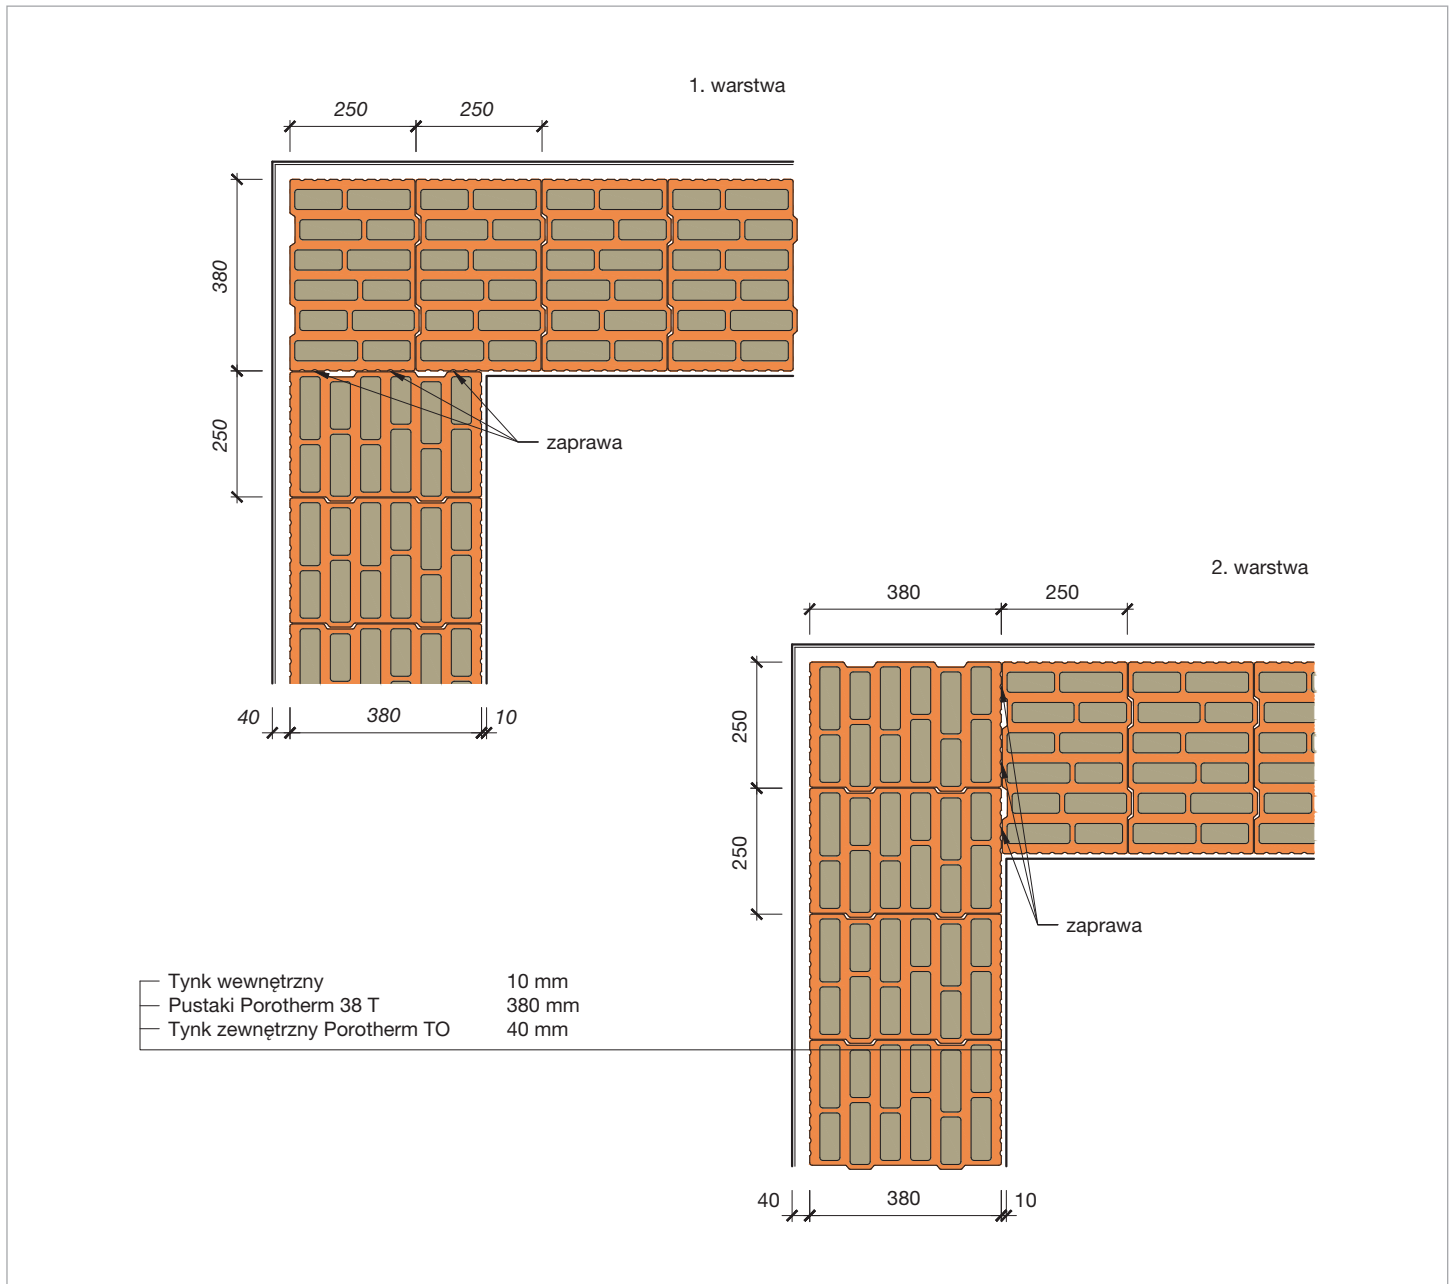 1. warstwa
250 250
380
250
zaprawa
40 380 10
2. warstwa
380 250
250
250
zaprawa
Tynk wewnętrzny 10 mm
Pustaki Porotherm 38 T 380 mm
Tynk zewnętrzny Porotherm TO 40 mm
40 380 10